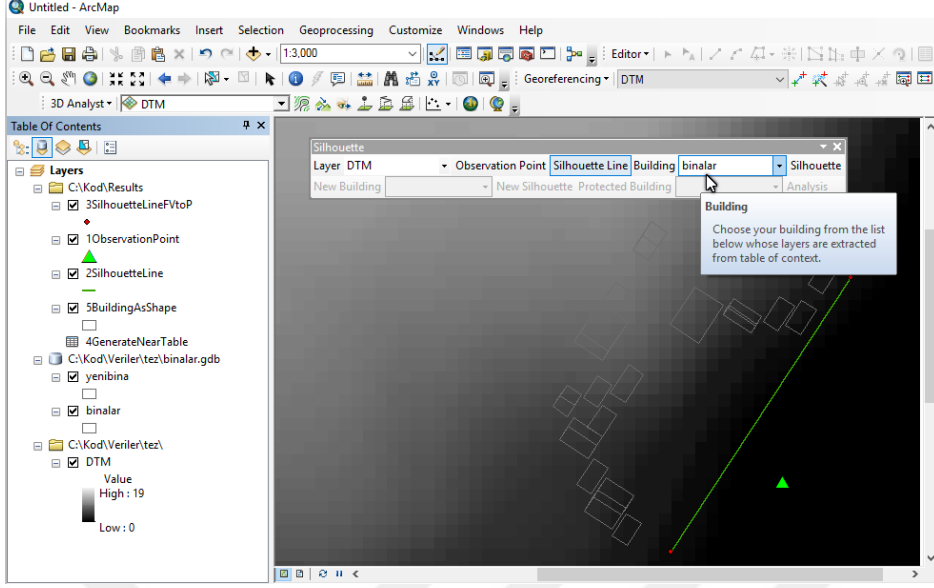 Untitled - ArcMap
File Edit View Bookmarks Insert Selection Geoprocessing Customize Windows Help
1:3,000 Editor
Georeferencing DTM
3D Analyst DTM
Table Of Contents
Layers
C:\Kod\Results
3SilhouetteLineFVtoP
1ObservationPoint
2SilhouetteLine
5BuildingAsShape
4GenerateNearTable
C:\Kod\Veriler\tez\binalar.gdb
yenibina
binalar
C:\Kod\Veriler\tez\
DTM
Value
High : 19
Low : 0
Silhouette
Layer DTM Observation Point Silhouette Line Building binalar Silhouette
New Building New Silhouette Protected Building Analysis
Building
Choose your building from the list
below whose layers are extracted
from table of context.